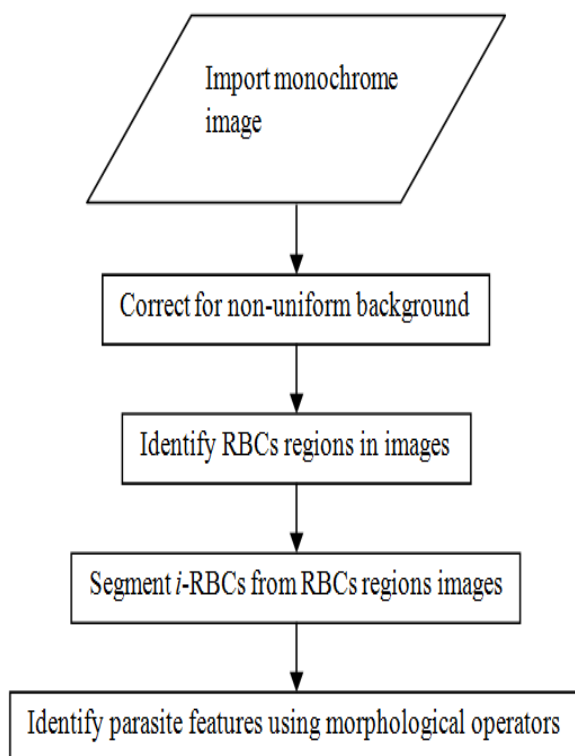 Import monochrome
image
Correct for non-uniform background
Identify RBCs regions in images
Segment i-RBCs from RBCs regions images
Identify parasite features using morphological operators